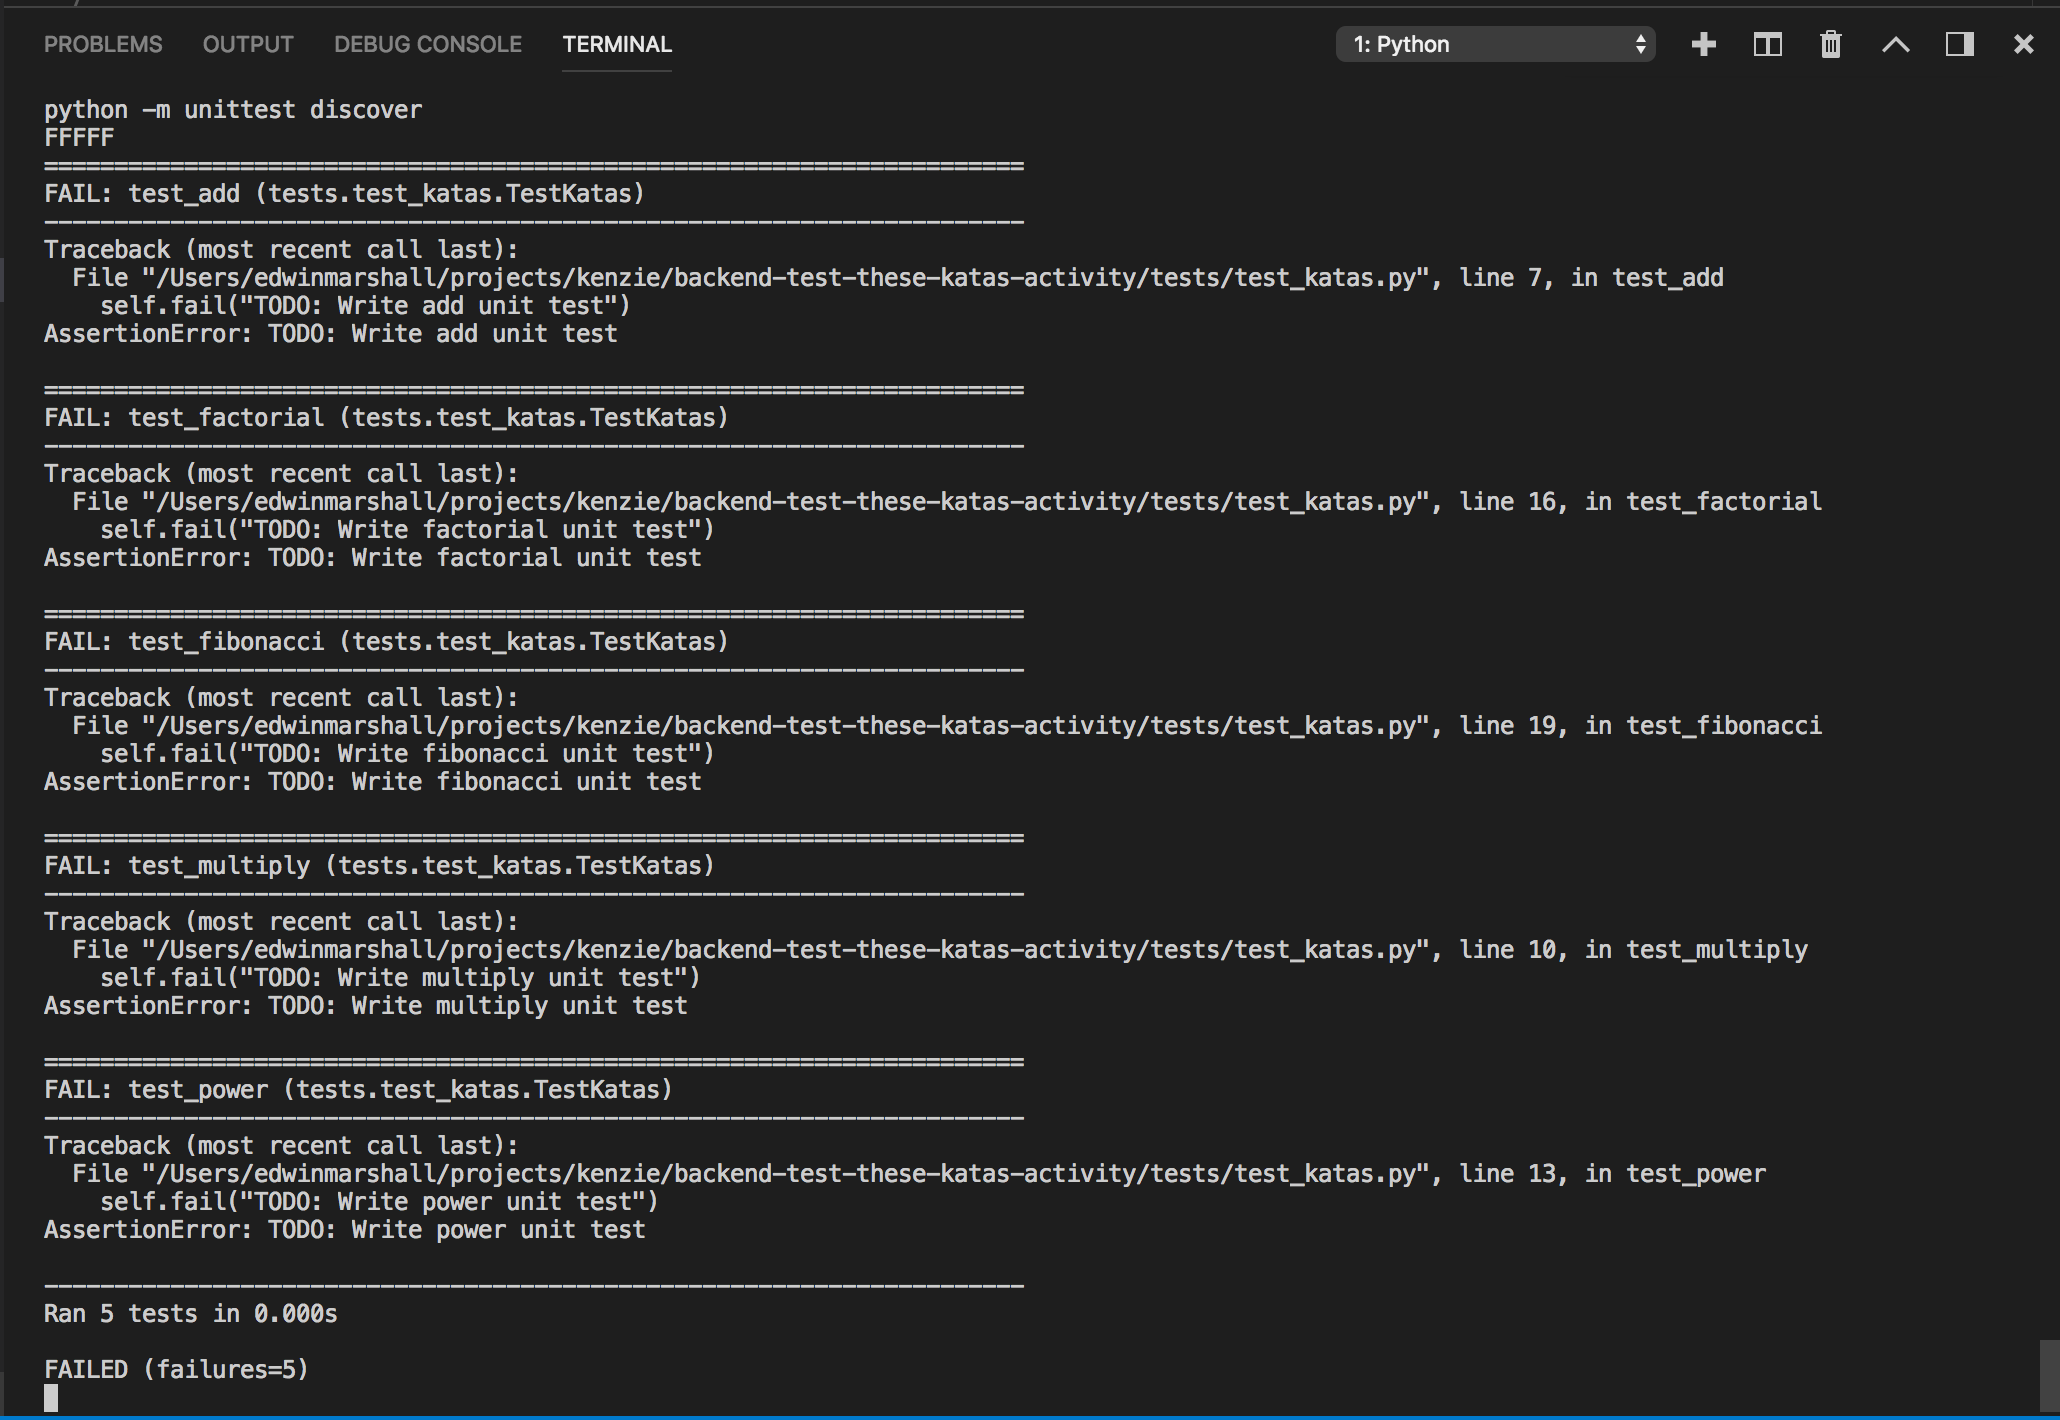 PROBLEMS OUTPUT DEBUG CONSOLE TERMINAL 1: Python
python -m unittest discover
FFFFF
======================================================================
FAIL: test_add (tests.test_katas.TestKatas)
----------------------------------------------------------------------
Traceback (most recent call last):
  File "/Users/edwinmarshall/projects/kenzie/backend-test-these-katas-activity/tests/test_katas.py", line 7, in test_add
    self.fail("TODO: Write add unit test")
AssertionError: TODO: Write add unit test

======================================================================
FAIL: test_factorial (tests.test_katas.TestKatas)
----------------------------------------------------------------------
Traceback (most recent call last):
  File "/Users/edwinmarshall/projects/kenzie/backend-test-these-katas-activity/tests/test_katas.py", line 16, in test_factorial
    self.fail("TODO: Write factorial unit test")
AssertionError: TODO: Write factorial unit test

======================================================================
FAIL: test_fibonacci (tests.test_katas.TestKatas)
----------------------------------------------------------------------
Traceback (most recent call last):
  File "/Users/edwinmarshall/projects/kenzie/backend-test-these-katas-activity/tests/test_katas.py", line 19, in test_fibonacci
    self.fail("TODO: Write fibonacci unit test")
AssertionError: TODO: Write fibonacci unit test

======================================================================
FAIL: test_multiply (tests.test_katas.TestKatas)
----------------------------------------------------------------------
Traceback (most recent call last):
  File "/Users/edwinmarshall/projects/kenzie/backend-test-these-katas-activity/tests/test_katas.py", line 10, in test_multiply
    self.fail("TODO: Write multiply unit test")
AssertionError: TODO: Write multiply unit test

======================================================================
FAIL: test_power (tests.test_katas.TestKatas)
----------------------------------------------------------------------
Traceback (most recent call last):
  File "/Users/edwinmarshall/projects/kenzie/backend-test-these-katas-activity/tests/test_katas.py", line 13, in test_power
    self.fail("TODO: Write power unit test")
AssertionError: TODO: Write power unit test

----------------------------------------------------------------------
Ran 5 tests in 0.000s

FAILED (failures=5)